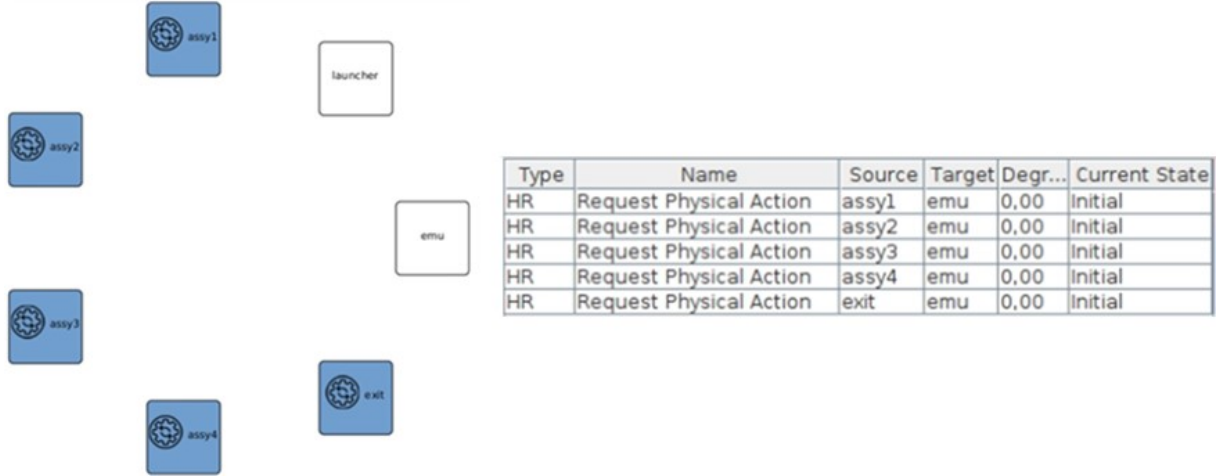 assy1
launcher
assy2
emu
assy3
exit
assy4
Type Name Source Target Degr... Current State
HR Request Physical Action assy1 emu 0,00 Initial
HR Request Physical Action assy2 emu 0,00 Initial
HR Request Physical Action assy3 emu 0,00 Initial
HR Request Physical Action assy4 emu 0,00 Initial
HR Request Physical Action exit emu 0,00 Initial